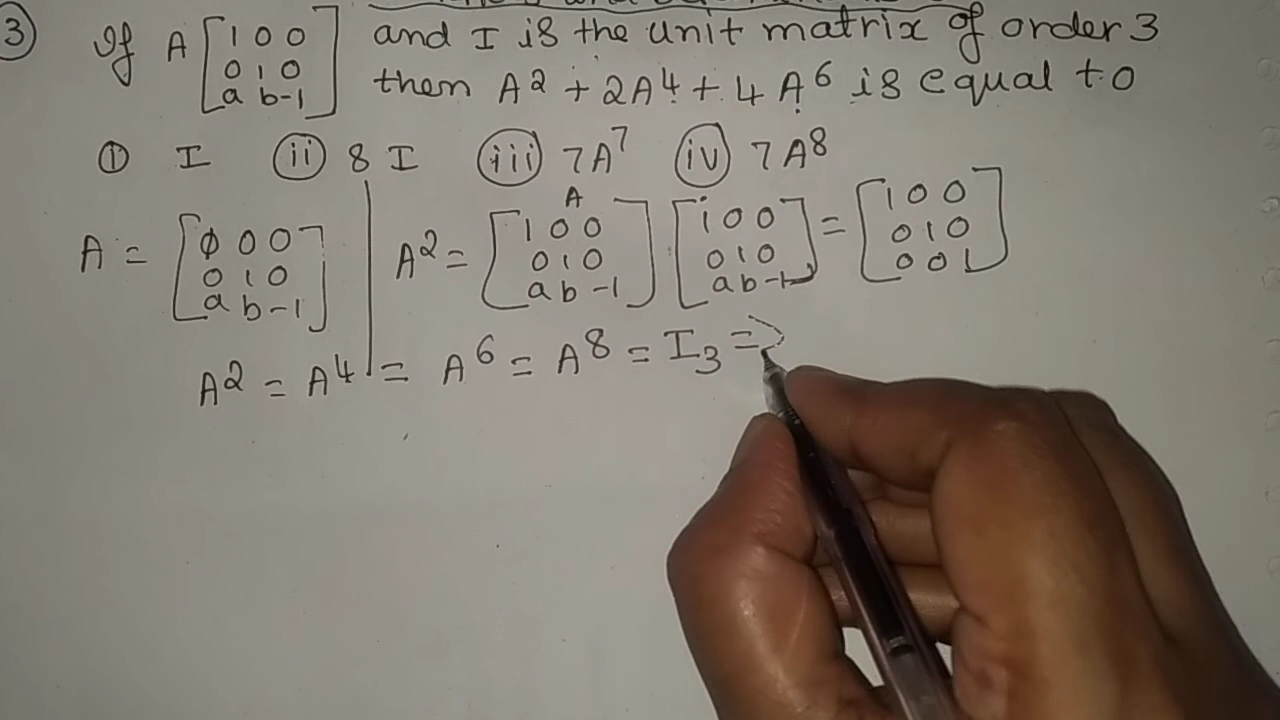 3 If A [ 1 0 0 and I is the unit matrix of order 3
0 1 0
a b -1 ] then A² + 2A⁴ + 4A⁶ is equal to
i I ii 8 I iii 7A⁷ iv 7A⁸
A
A = [ 0 0 0 A² = [ 1 0 0 [ 1 0 0 = [ 1 0 0
0 1 0 0 1 0 0 1 0 0 1 0
a b -1 ] a b -1 ] a b -1 ] 0 0 1 ]
A² = A⁴ = A⁶ = A⁸ = I₃ =>